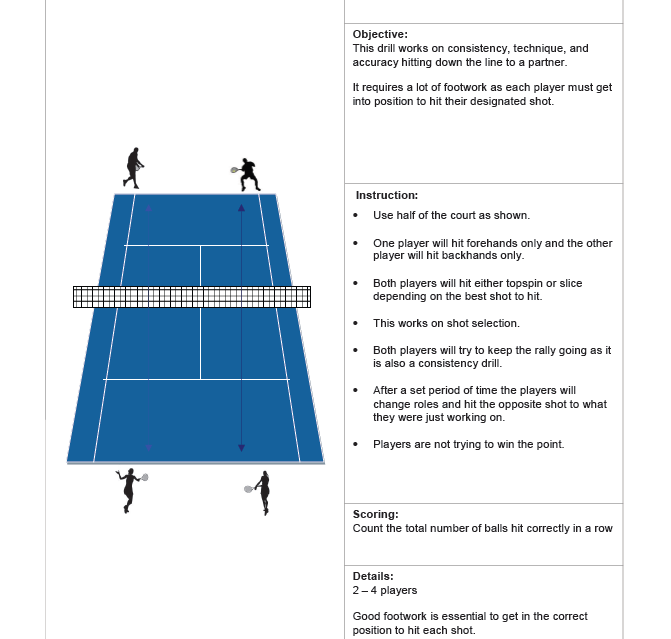 Objective:
This drill works on consistency, technique, and
accuracy hitting down the line to a partner.
It requires a lot of footwork as each player must get
into position to hit their designated shot.
Instruction:
• Use half of the court as shown.
• One player will hit forehands only and the other
player will hit backhands only.
• Both players will hit either topspin or slice
depending on the best shot to hit.
• This works on shot selection.
• Both players will try to keep the rally going as it
is also a consistency drill.
• After a set period of time the players will
change roles and hit the opposite shot to what
they were just working on.
• Players are not trying to win the point.
Scoring:
Count the total number of balls hit correctly in a row
Details:
2 – 4 players
Good footwork is essential to get in the correct
position to hit each shot.